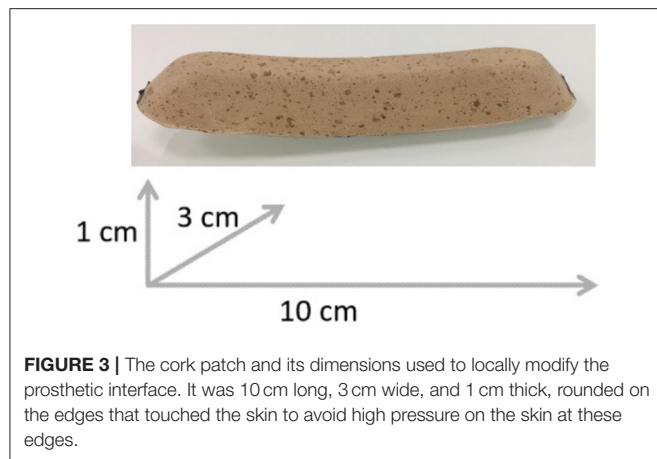 1 cm
3 cm
10 cm
FIGURE 3 | The cork patch and its dimensions used to locally modify the
prosthetic interface. It was 10 cm long, 3 cm wide, and 1 cm thick, rounded on
the edges that touched the skin to avoid high pressure on the skin at these
edges.